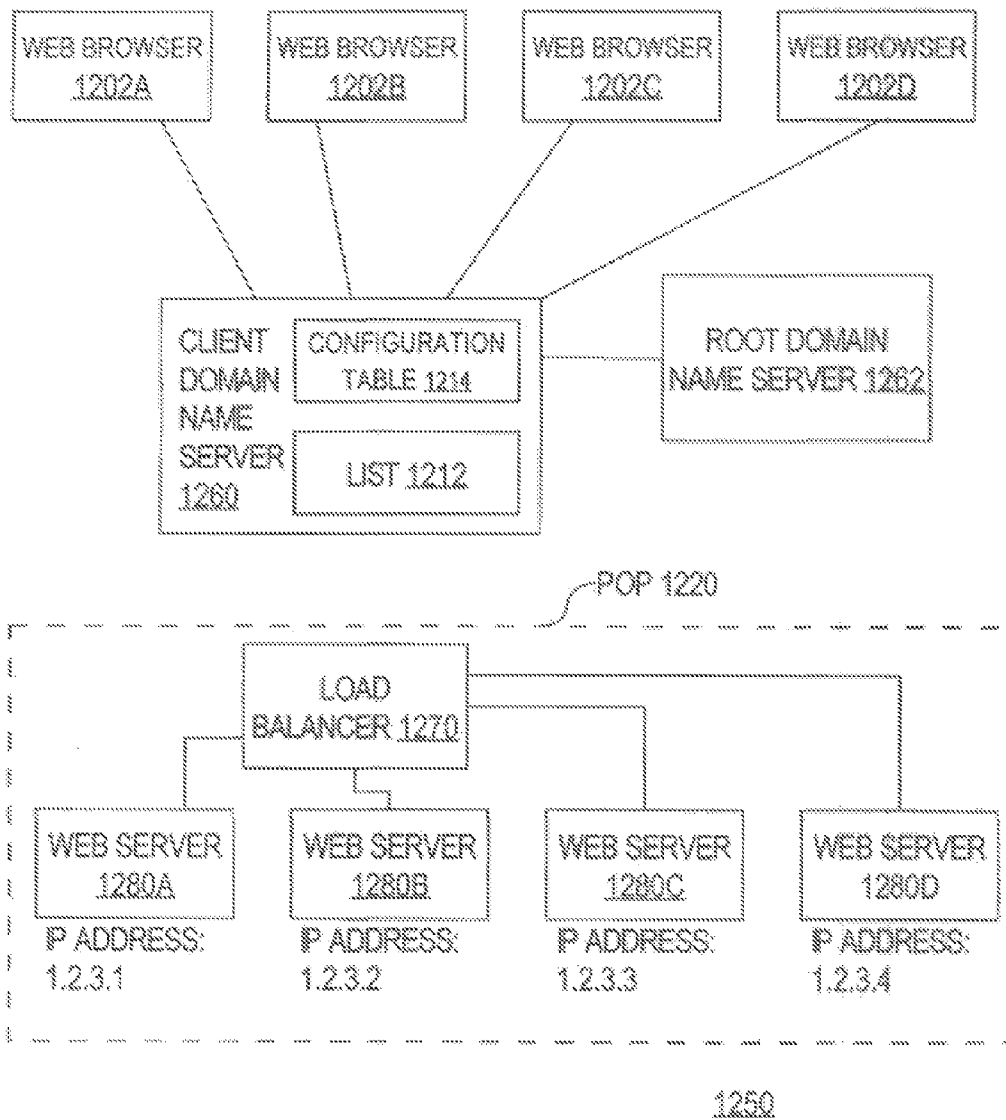 WEB BROWSER
1202A
WEB BROWSER
1202B
WEB BROWSER
1202C
WEB BROWSER
1202D
CLIENT
DOMAIN
NAME
SERVER
1260
CONFIGURATION
TABLE 1214
LIST 1212
ROOT DOMAIN
NAME SERVER 1262
POP 1220
LOAD
BALANCER 1270
WEB SERVER
1280A
IP ADDRESS:
1.2.3.1
WEB SERVER
1280B
IP ADDRESS:
1.2.3.2
WEB SERVER
1280C
IP ADDRESS:
1.2.3.3
WEB SERVER
1280D
IP ADDRESS:
1.2.3.4
1250